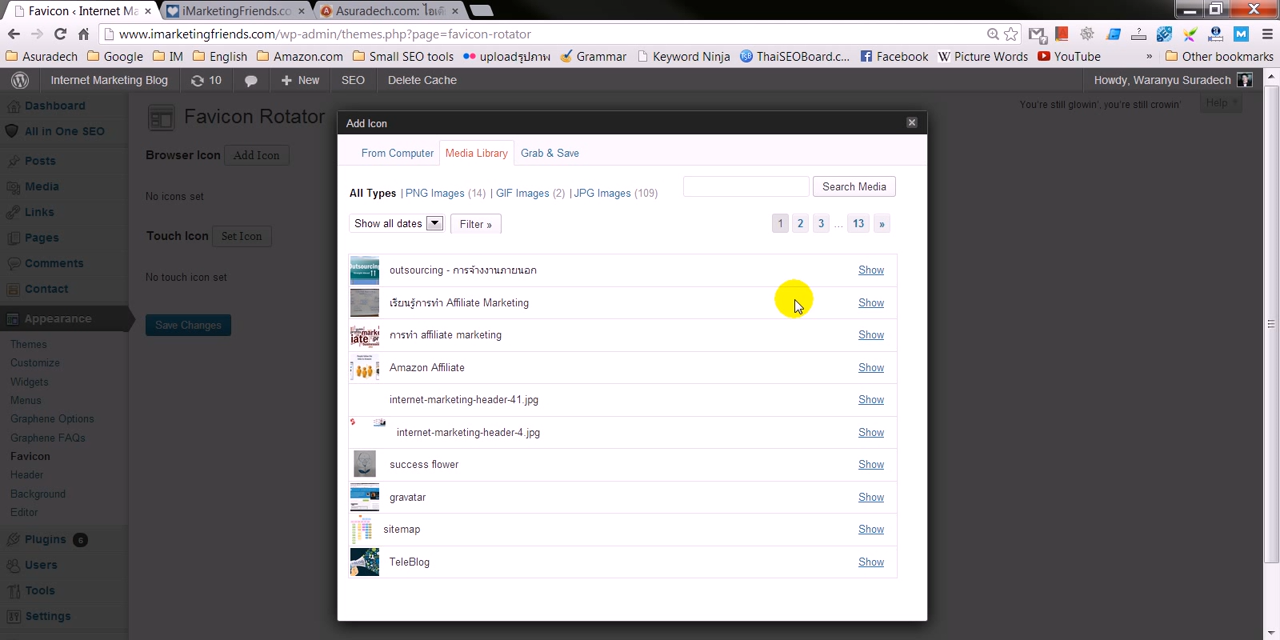 Favicon ‹ Internet Ma
iMarketingFriends.co
Asuradech.com: ไอเดี
www.imarketingfriends.com/wp-admin/themes.php?page=favicon-rotator
Asuradech Google IM English Amazon.com Small SEO tools uploadรูปภาพ Grammar Keyword Ninja ThaiSEOBoard.c... Facebook Picture Words YouTube » Other bookmarks
Internet Marketing Blog 10 + New SEO Delete Cache Howdy, Waranyu Suradech
Dashboard
All in One SEO
Posts
Media
Links
Pages
Comments
Contact
Appearance
Themes
Customize
Widgets
Menus
Graphene Options
Graphene FAQs
Favicon
Header
Background
Editor
Plugins 6
Users
Tools
Settings
You're still glowin', you're still crowin'
Help
Favicon Rotator
Browser Icon Add Icon
No icons set
Touch Icon Set Icon
No touch icon set
Save Changes
Add Icon
From Computer Media Library Grab & Save
All Types | PNG Images (14) | GIF Images (2) | JPG Images (109)
Search Media
Show all dates Filter »
1 2 3 ... 13 »
outsourcing - การจ้างงานภายนอก Show
เรียนรู้การทำ Affiliate Marketing Show
การทำ affiliate marketing Show
Amazon Affiliate Show
internet-marketing-header-41.jpg Show
internet-marketing-header-4.jpg Show
success flower Show
gravatar Show
sitemap Show
TeleBlog Show